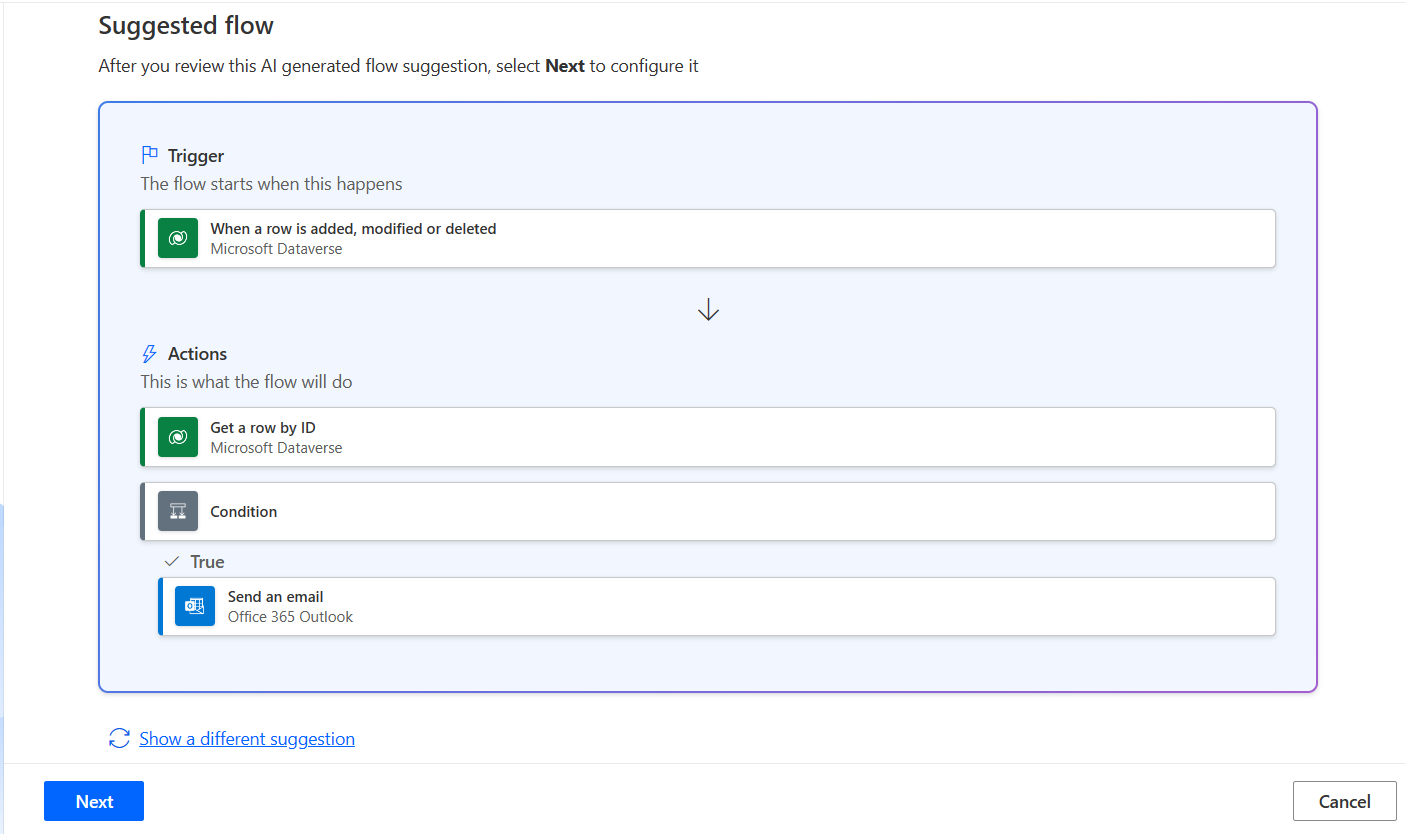 Suggested flow
After you review this AI generated flow suggestion, select Next to configure it
Trigger
The flow starts when this happens
When a row is added, modified or deleted
Microsoft Dataverse
Actions
This is what the flow will do
Get a row by ID
Microsoft Dataverse
Condition
True
Send an email
Office 365 Outlook
Show a different suggestion
Next
Cancel